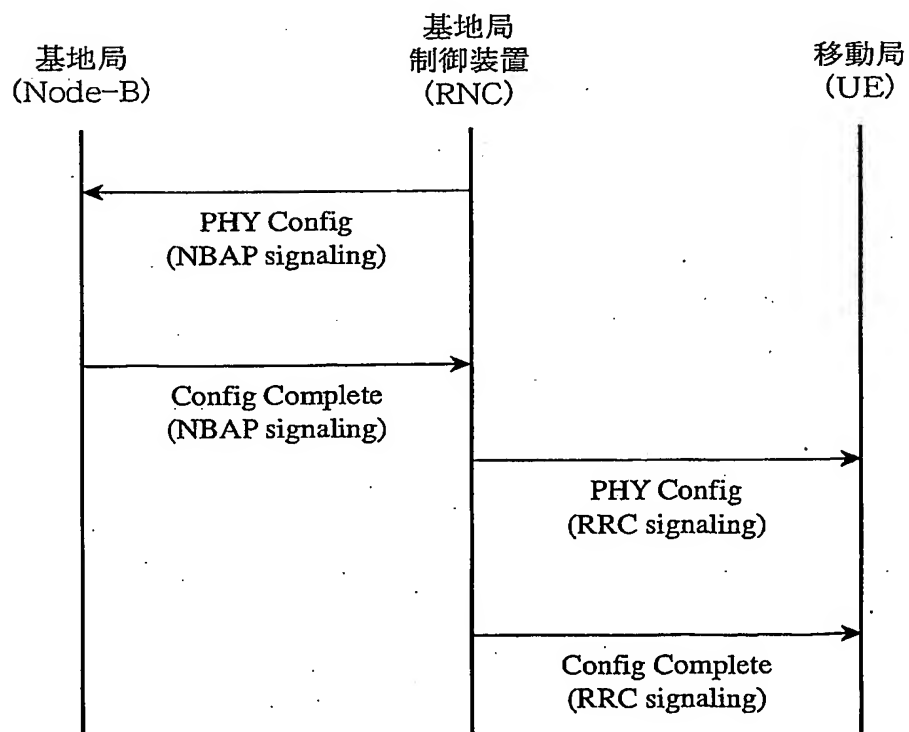 基地局
(Node-B)
基地局
制御装置
(RNC)
移動局
(UE)
PHY Config
(NBAP signaling)
Config Complete
(NBAP signaling)
PHY Config
(RRC signaling)
Config Complete
(RRC signaling)